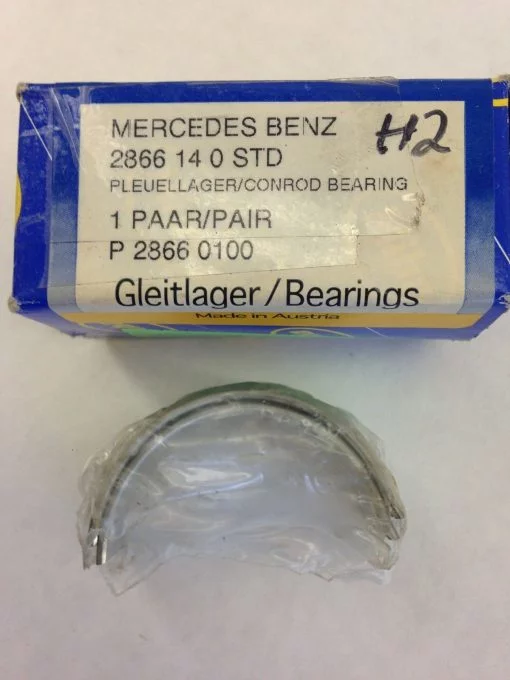 MERCEDES BENZ
H2
2866 14 0 STD
PLEUELLAGER/CONROD BEARING
1 PAAR/PAIR
P 2866 0100
Gleitlager/Bearings
Made in Austria